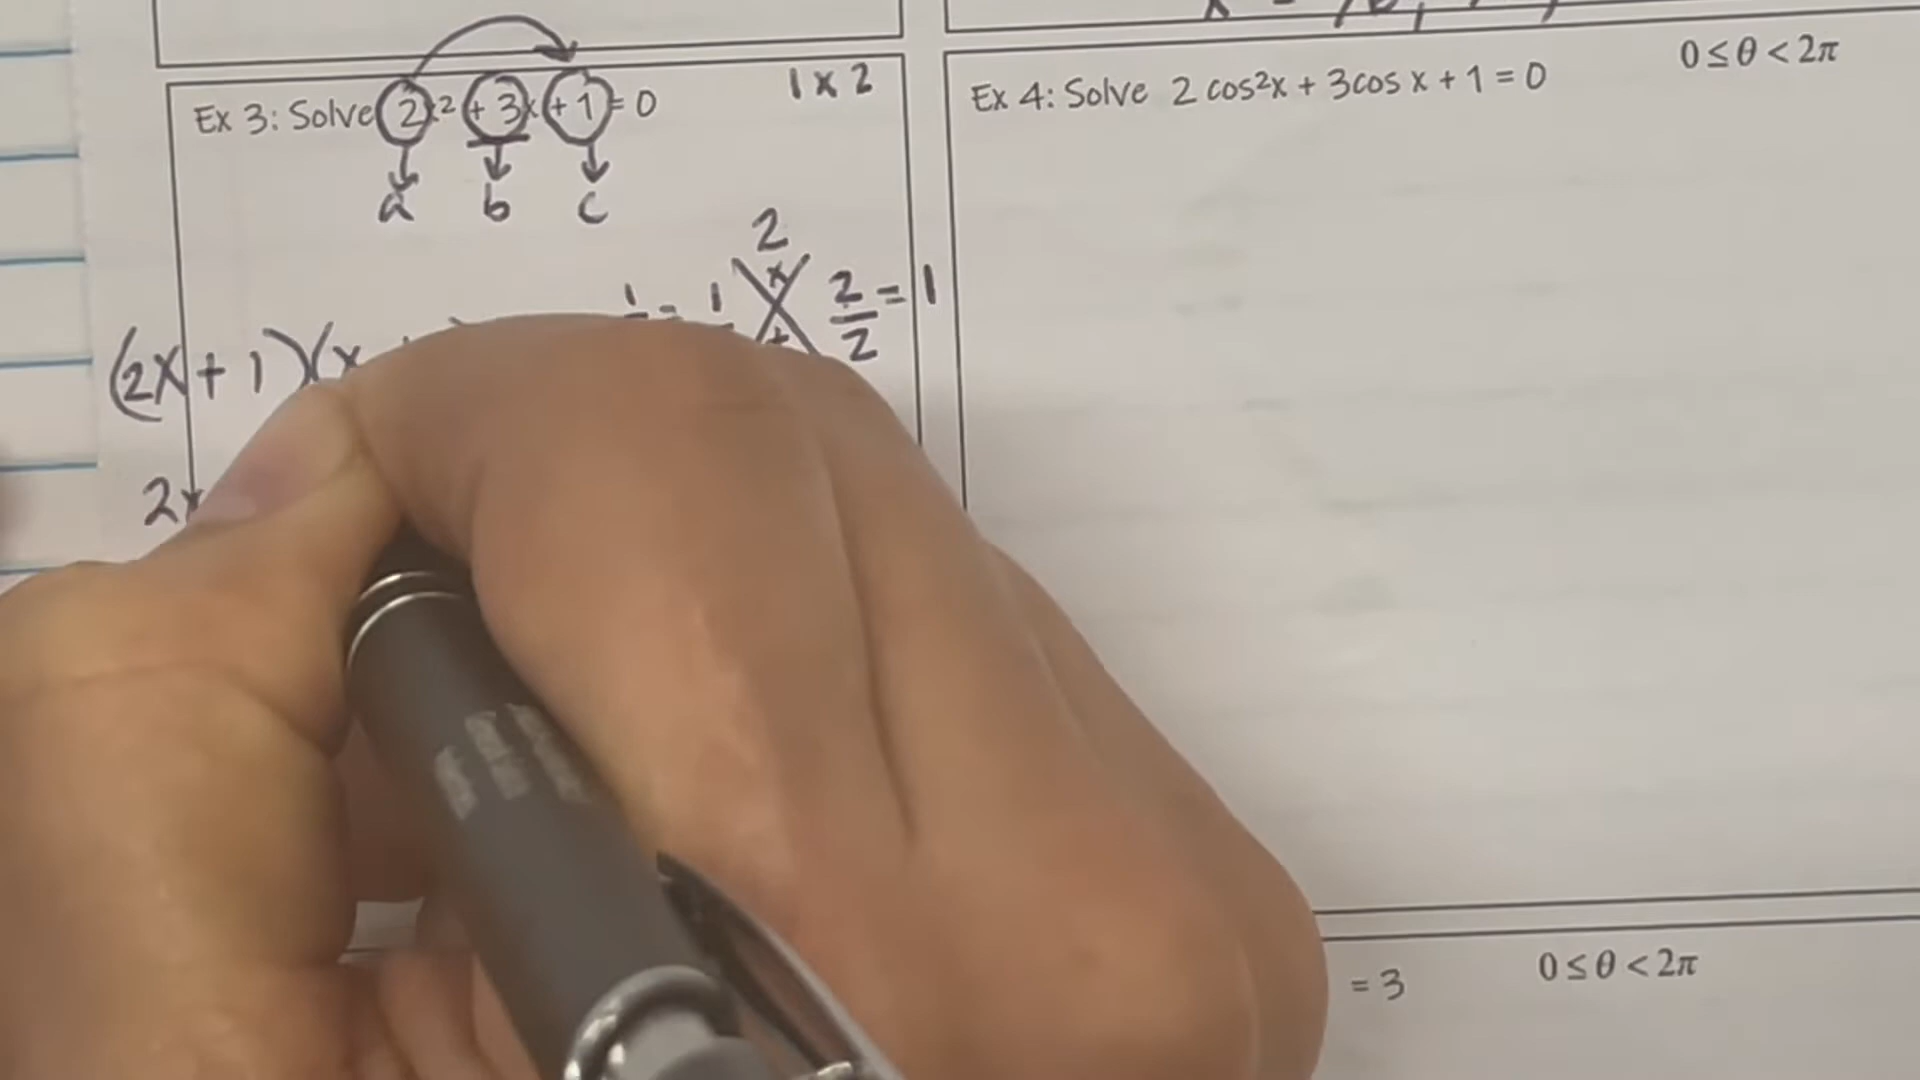 Ex 3: Solve 2x² + 3x + 1 = 0
1 x 2
a b c
2
x
2/2 = 1
+
(2x + 1)(x
2x
Ex 4: Solve 2 cos²x + 3cos x + 1 = 0
0 ≤ θ < 2π
= 3
0 ≤ θ < 2π